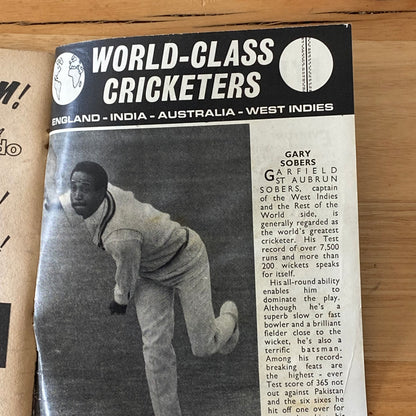 M!
do
WORLD-CLASS
CRICKETERS
ENGLAND - INDIA - AUSTRALIA - WEST INDIES
GARY
SOBERS
GARFIELD
ST AUBRUN
SOBERS, captain
of the West Indies
and the Rest of the
World side, is
generally regarded as
the world's greatest
cricketer. His Test
record of over 7,500
runs and more than
200 wickets speaks
for itself.
His all-round ability
enables him to
dominate the play.
Although he's a
superb slow or fast
bowler and a brilliant
fielder close to the
wicket, he's also a
terrific batsman.
Among his record-
breaking feats are
the highest - ever
Test score of 365 not
out against Pakistan
and the six sixes he
hit off one over for